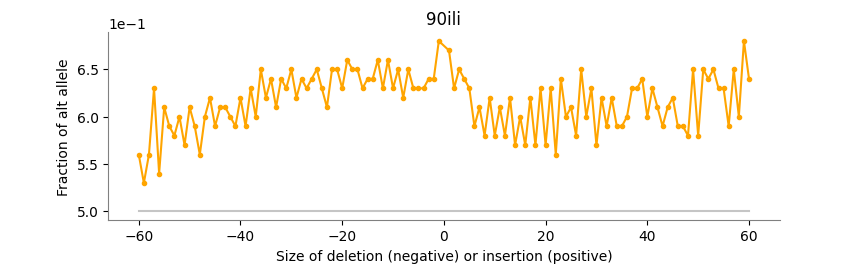 90ili
1e−1
Fraction of alt allele
6.5
6.0
5.5
5.0
−60 −40 −20 0 20 40 60
Size of deletion (negative) or insertion (positive)